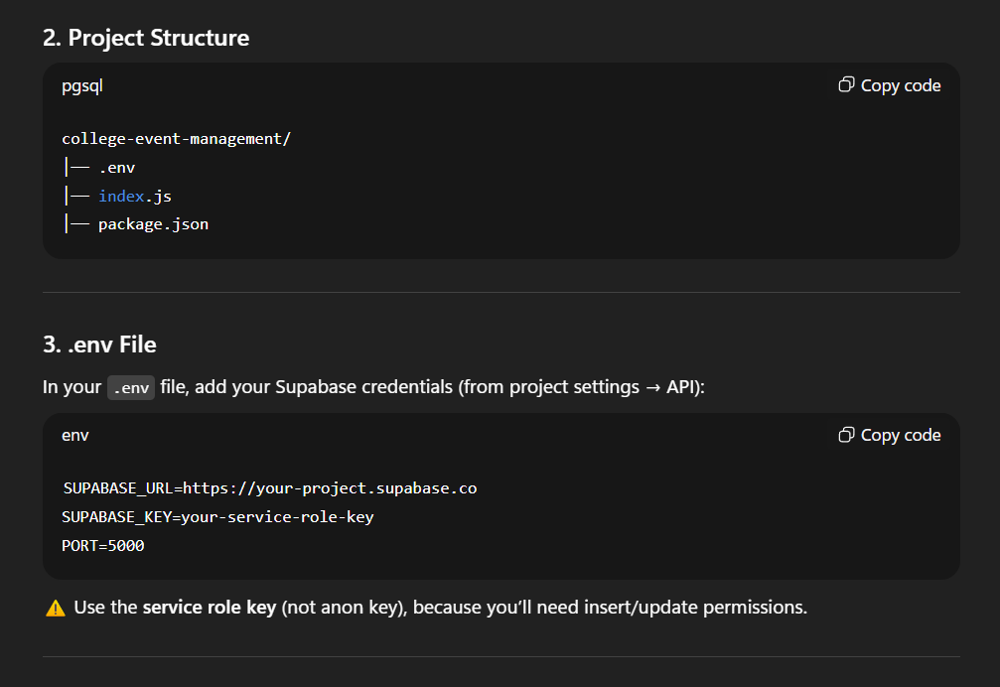 2. Project Structure
pgsql
Copy code
college-event-management/
│── .env
│── index.js
│── package.json
3. .env File
In your .env file, add your Supabase credentials (from project settings → API):
env
Copy code
SUPABASE_URL=https://your-project.supabase.co
SUPABASE_KEY=your-service-role-key
PORT=5000
⚠️ Use the service role key (not anon key), because you’ll need insert/update permissions.